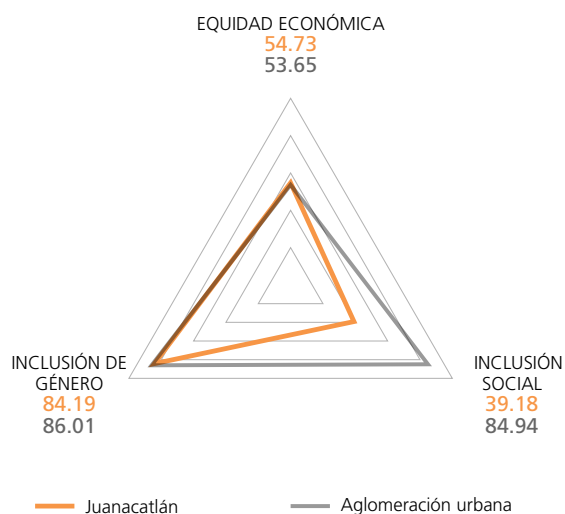 EQUIDAD ECONÓMICA
54.73
53.65
INCLUSIÓN DE
GÉNERO
84.19
86.01
INCLUSIÓN
SOCIAL
39.18
84.94
Juanacatlán
Aglomeración urbana